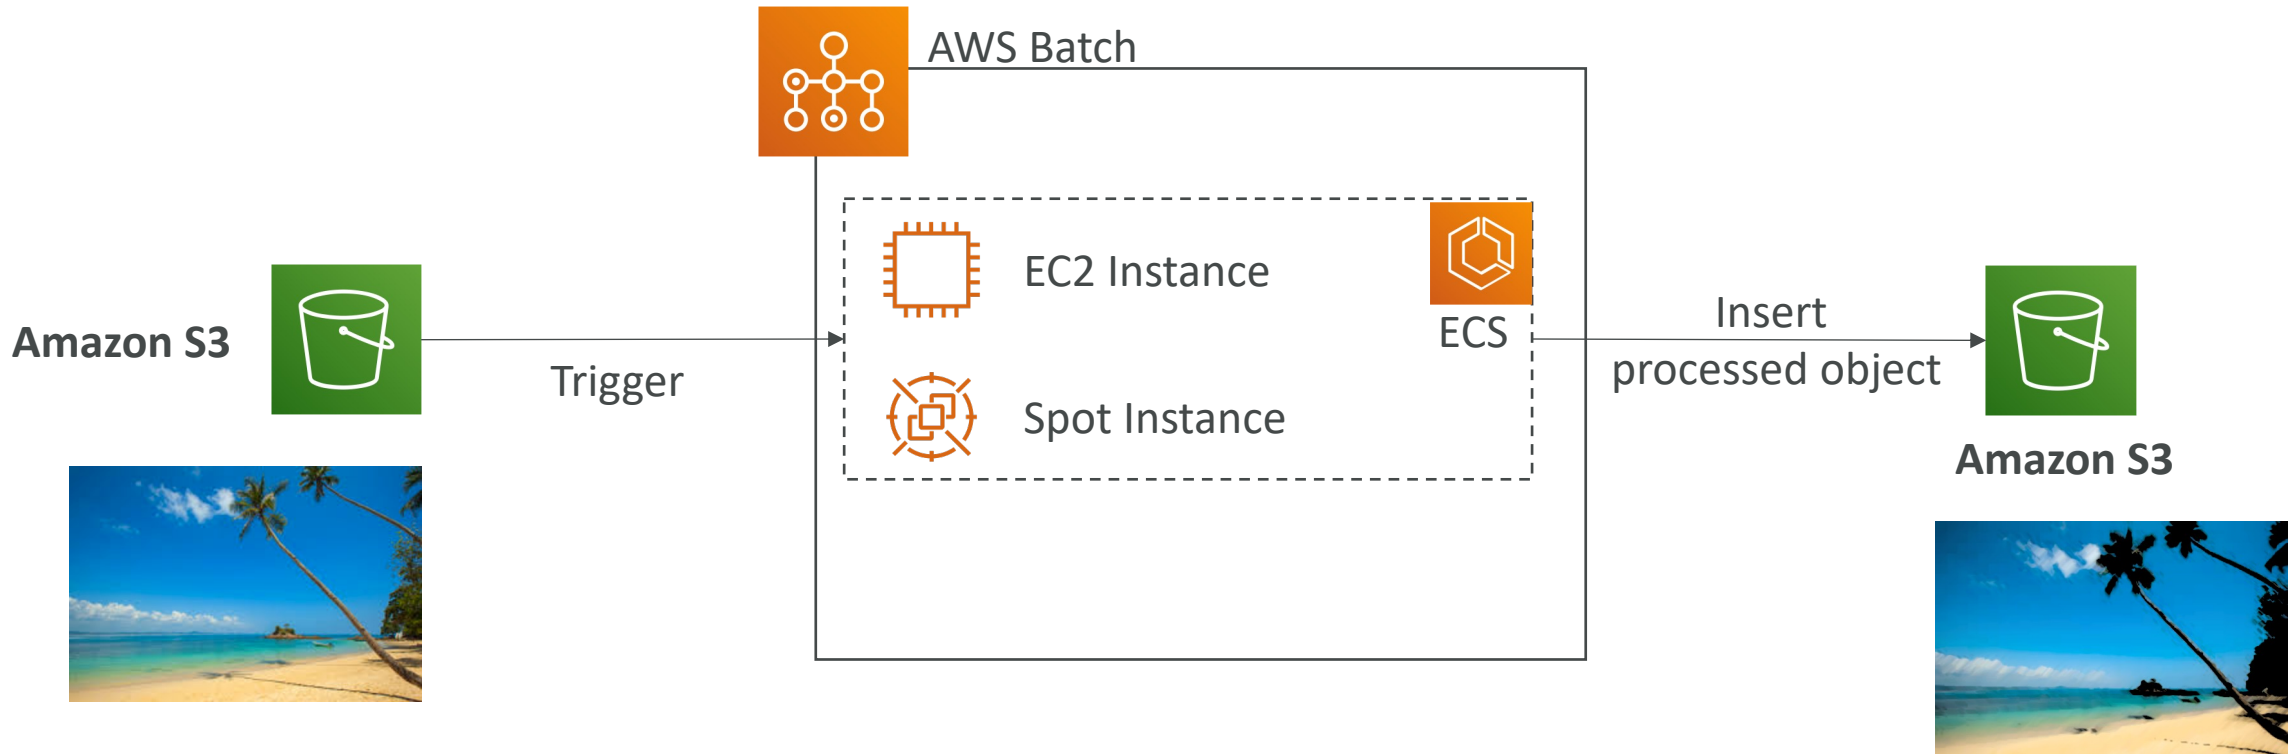 AWS Batch
Amazon S3
Trigger
EC2 Instance
Spot Instance
ECS
Insert
processed object
Amazon S3